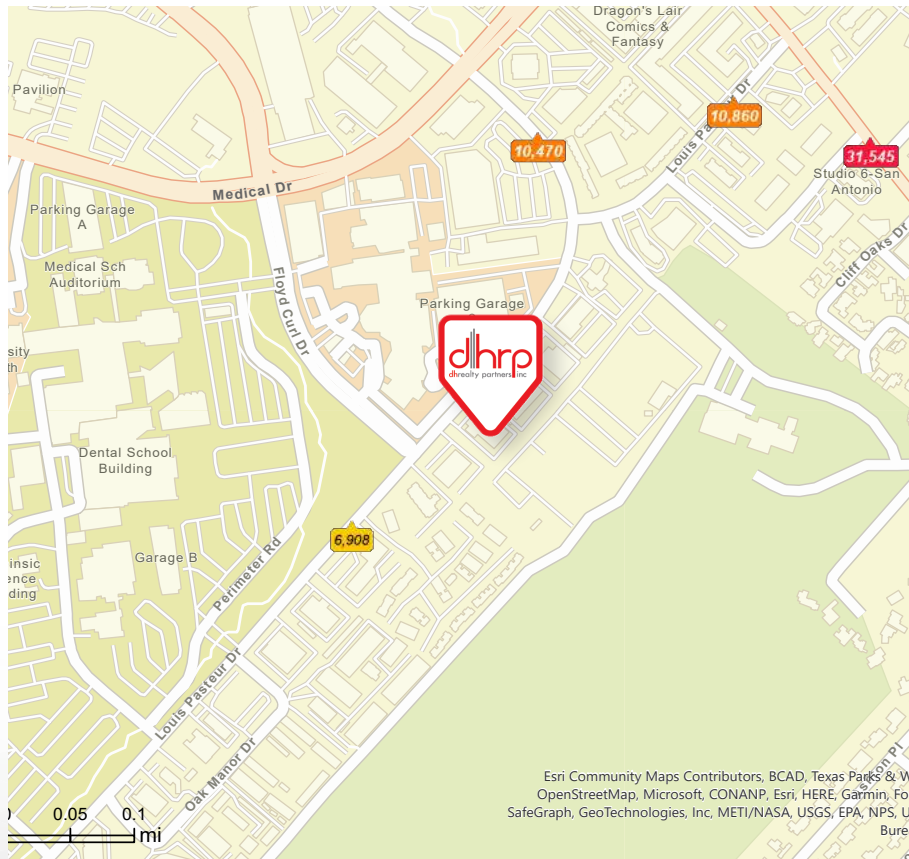 Dragon's Lair
Comics &
Fantasy
Pavilion
Louis Pasteur Dr
10,860
10,470
31,545
Studio 6-San
Antonio
Medical Dr
Parking Garage
A
Medical Sch
Auditorium
Cliff Oaks Dr
Floyd Curl Dr
Parking Garage
dhrp
dhrealty partners, inc
Dental School
Building
6,908
Garage B
Perimeter Rd
Louis Pasteur Dr
Oak Manor Dr
0.05
0.1
mi
Esri Community Maps Contributors, BCAD, Texas Parks & W
OpenStreetMap, Microsoft, CONANP, Esri, HERE, Garmin, Fo
SafeGraph, GeoTechnologies, Inc, METI/NASA, USGS, EPA, NPS, U
Bure